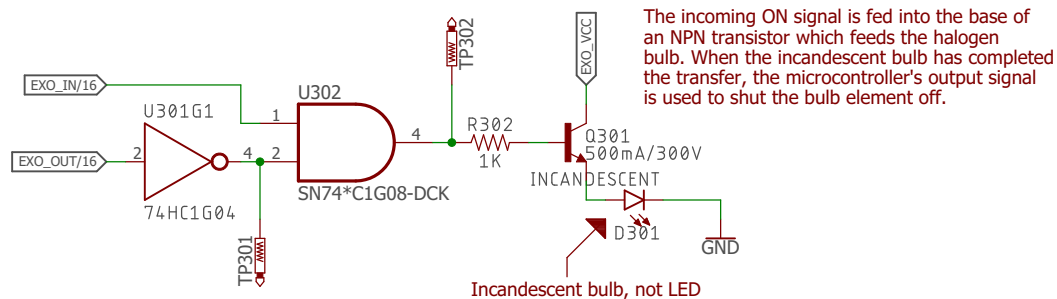 The incoming ON signal is fed into the base of
an NPN transistor which feeds the halogen
bulb. When the incandescent bulb has completed
the transfer, the microcontroller's output signal
is used to shut the bulb element off.
TP302
EXO_VCC
EXO_IN/16
U302
U301G1
1
4
R302
1K
Q301
500mA/300V
EXO_OUT/16
2
4
2
INCANDESCENT
SN74*C1G08-DCK
74HC1G04
D301
GND
TP301
Incandescent bulb, not LED